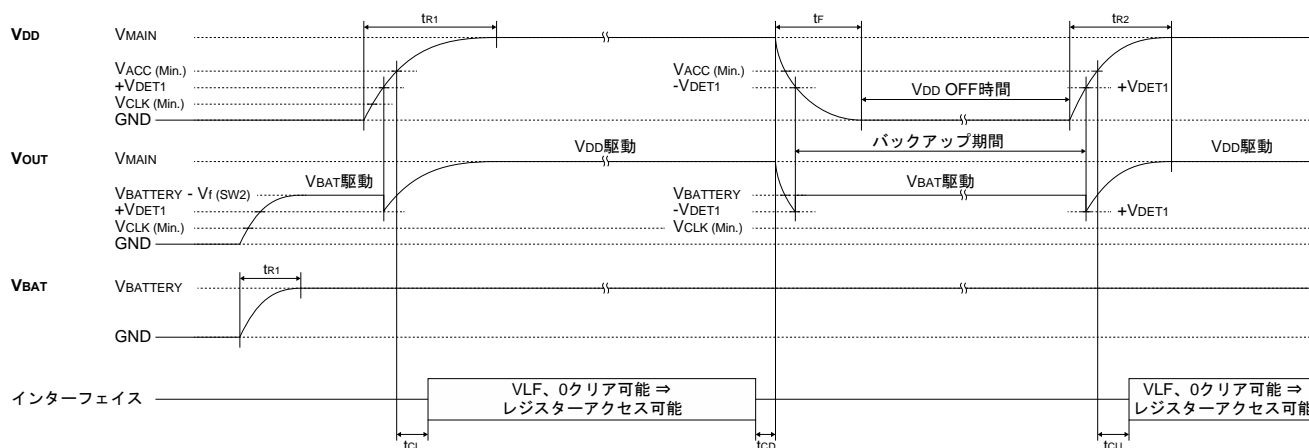 tR1 tF tR2
VDD VMAIN
VACC (Min.) VACC (Min.)
+VDET1 -VDET1 VDD OFF時間 +VDET1
VCLK (Min.)
GND
バックアップ期間
VOUT VMAIN VDD駆動 VDD駆動
VBATTERY - Vf (SW2) VBAT駆動 VBATTERY VBAT駆動
+VDET1 -VDET1 +VDET1
VCLK (Min.) VCLK (Min.)
GND
tR1
VBAT VBATTERY
GND
インターフェイス
VLF、0クリア可能 ⇒
レジスターアクセス可能
VLF、0クリア可能 ⇒
レジスターアクセス可能
tCL tCD tCU